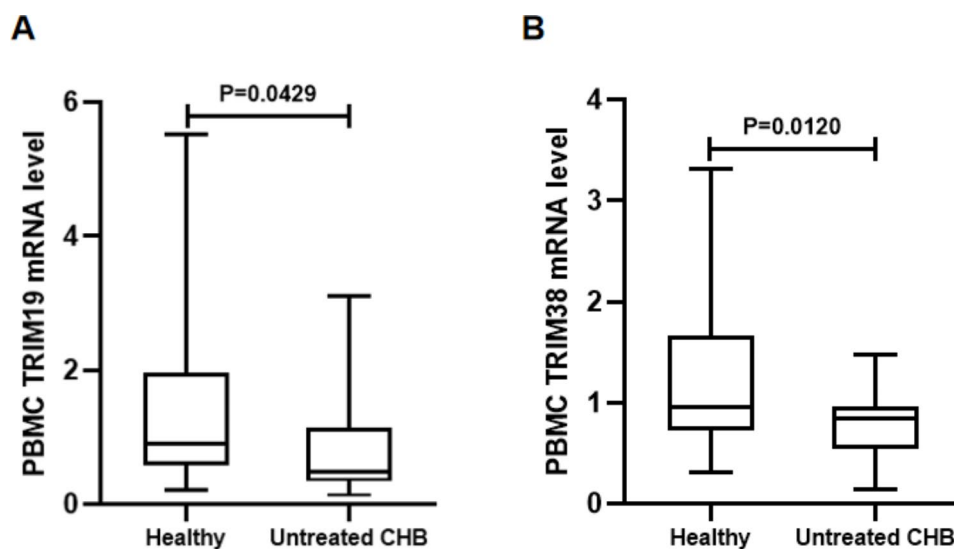 A
P=0.0429
PBMC TRIM19 mRNA level
6
4
2
0
Healthy
Untreated CHB
B
P=0.0120
PBMC TRIM38 mRNA level
4
3
2
1
0
Healthy
Untreated CHB